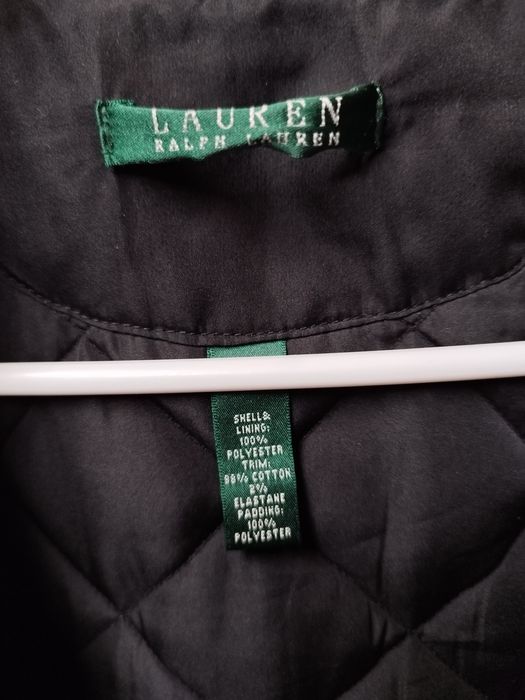 LAUREN
RALPH LAUREN
SHELL&
LINING:
100%
POLYESTER
TRIM:
98% COTTON
2%
ELASTANE
PADDING:
100%
POLYESTER